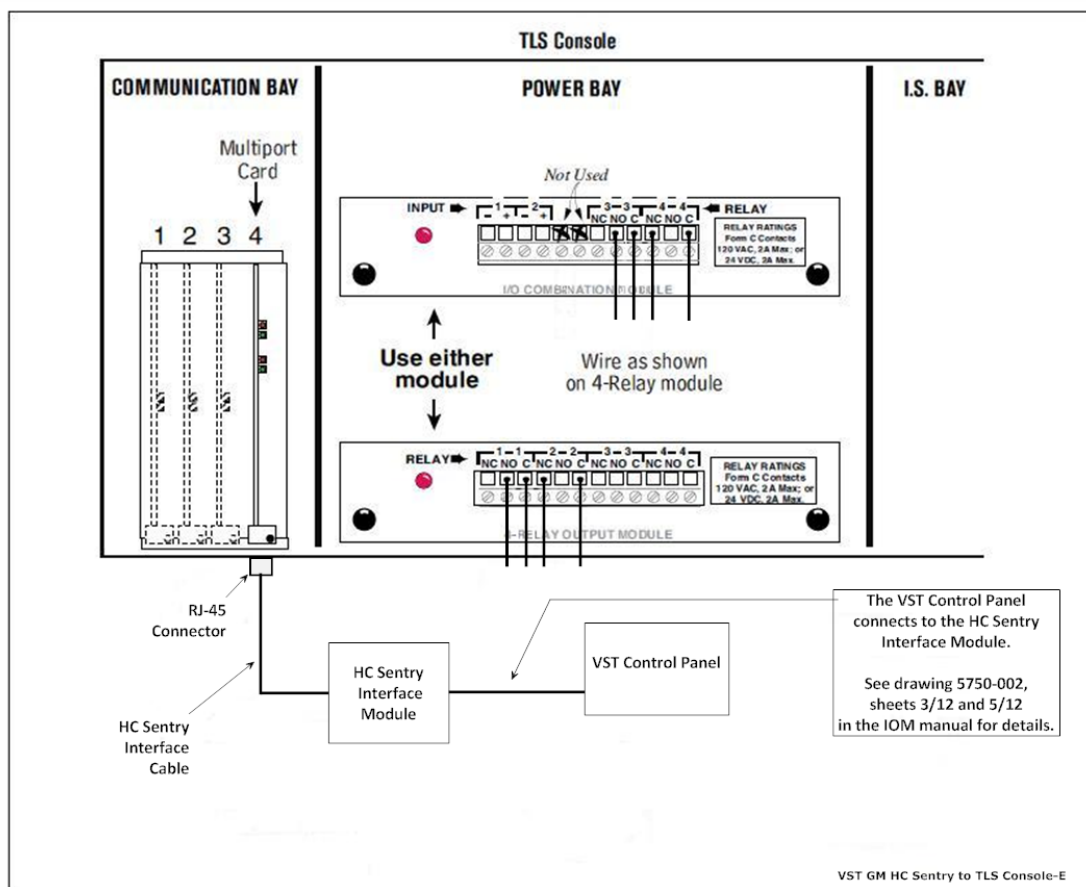 TLS Console
COMMUNICATION BAY
POWER BAY
I.S. BAY
Multiport
Card
1 2 3 4
Not Used
INPUT
1 2 3 3 4 4
- + - + NC NO C NC NO C
RELAY
RELAY RATINGS
Form C Contacts
120 VAC, 2A Max; or
24 VDC, 2A Max.
I/O COMBINATION MODULE
Use either
module
Wire as shown
on 4-Relay module
RELAY
1 1 2 2 3 3 4 4
NC NO C NC NO C NC NO C NC NO C
RELAY RATINGS
Form C Contacts
120 VAC, 2A Max; or
24 VDC, 2A Max.
4-RELAY OUTPUT MODULE
RJ-45
Connector
HC Sentry
Interface
Cable
HC Sentry
Interface
Module
VST Control Panel
The VST Control Panel
connects to the HC Sentry
Interface Module.
See drawing 5750-002,
sheets 3/12 and 5/12
in the IOM manual for details.
VST GM HC Sentry to TLS Console-E